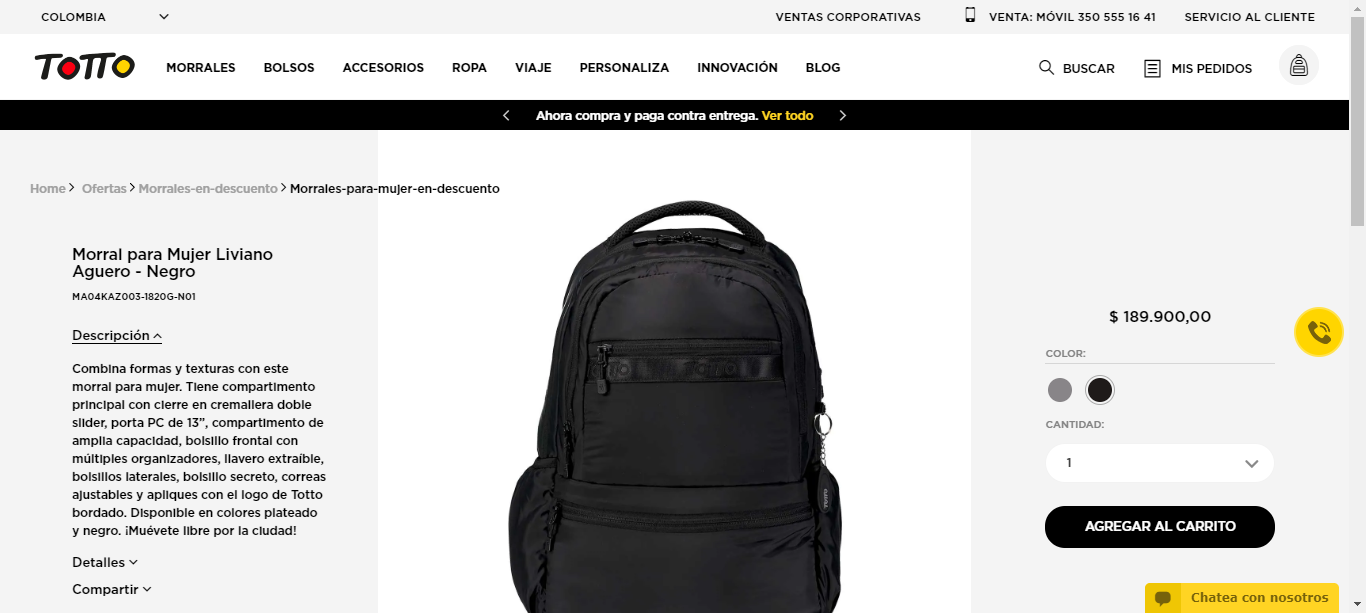 COLOMBIA
VENTAS CORPORATIVAS
VENTA: MÓVIL 350 555 16 41
SERVICIO AL CLIENTE
TOTTO
MORRALES
BOLSOS
ACCESORIOS
ROPA
VIAJE
PERSONALIZA
INNOVACIÓN
BLOG
BUSCAR
MIS PEDIDOS
Ahora compra y paga contra entrega. Ver todo
Home > Ofertas > Morrales-en-descuento > Morrales-para-mujer-en-descuento
Morral para Mujer Liviano
Aguero - Negro
MA04KAZ003-1820G-N01
Descripción
Combina formas y texturas con este
morral para mujer. Tiene compartimento
principal con cierre en cremallera doble
slider, porta PC de 13”, compartimento de
amplia capacidad, bolsillo frontal con
múltiples organizadores, llavero extraíble,
bolsillos laterales, bolsillo secreto, correas
ajustables y apliques con el logo de Totto
bordado. Disponible en colores plateado
y negro. ¡Muévete libre por la ciudad!
Detalles
Compartir
TOTTO
$ 189.900,00
COLOR:
CANTIDAD:
1
AGREGAR AL CARRITO
Chatea con nosotros